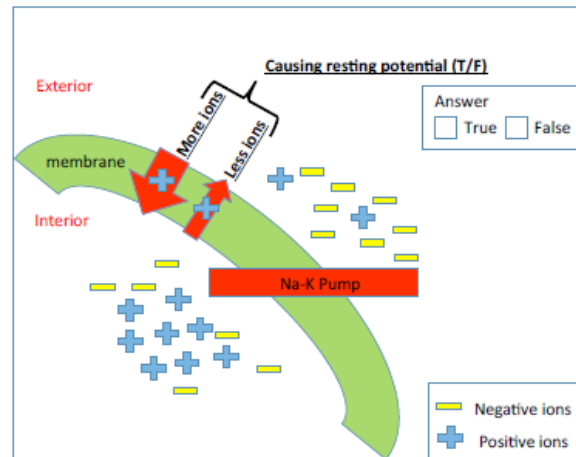 Causing resting potential (T/F)
Exterior
More ions
Less ions
Answer
True False
membrane
Interior
Na-K Pump
Negative ions
Positive ions